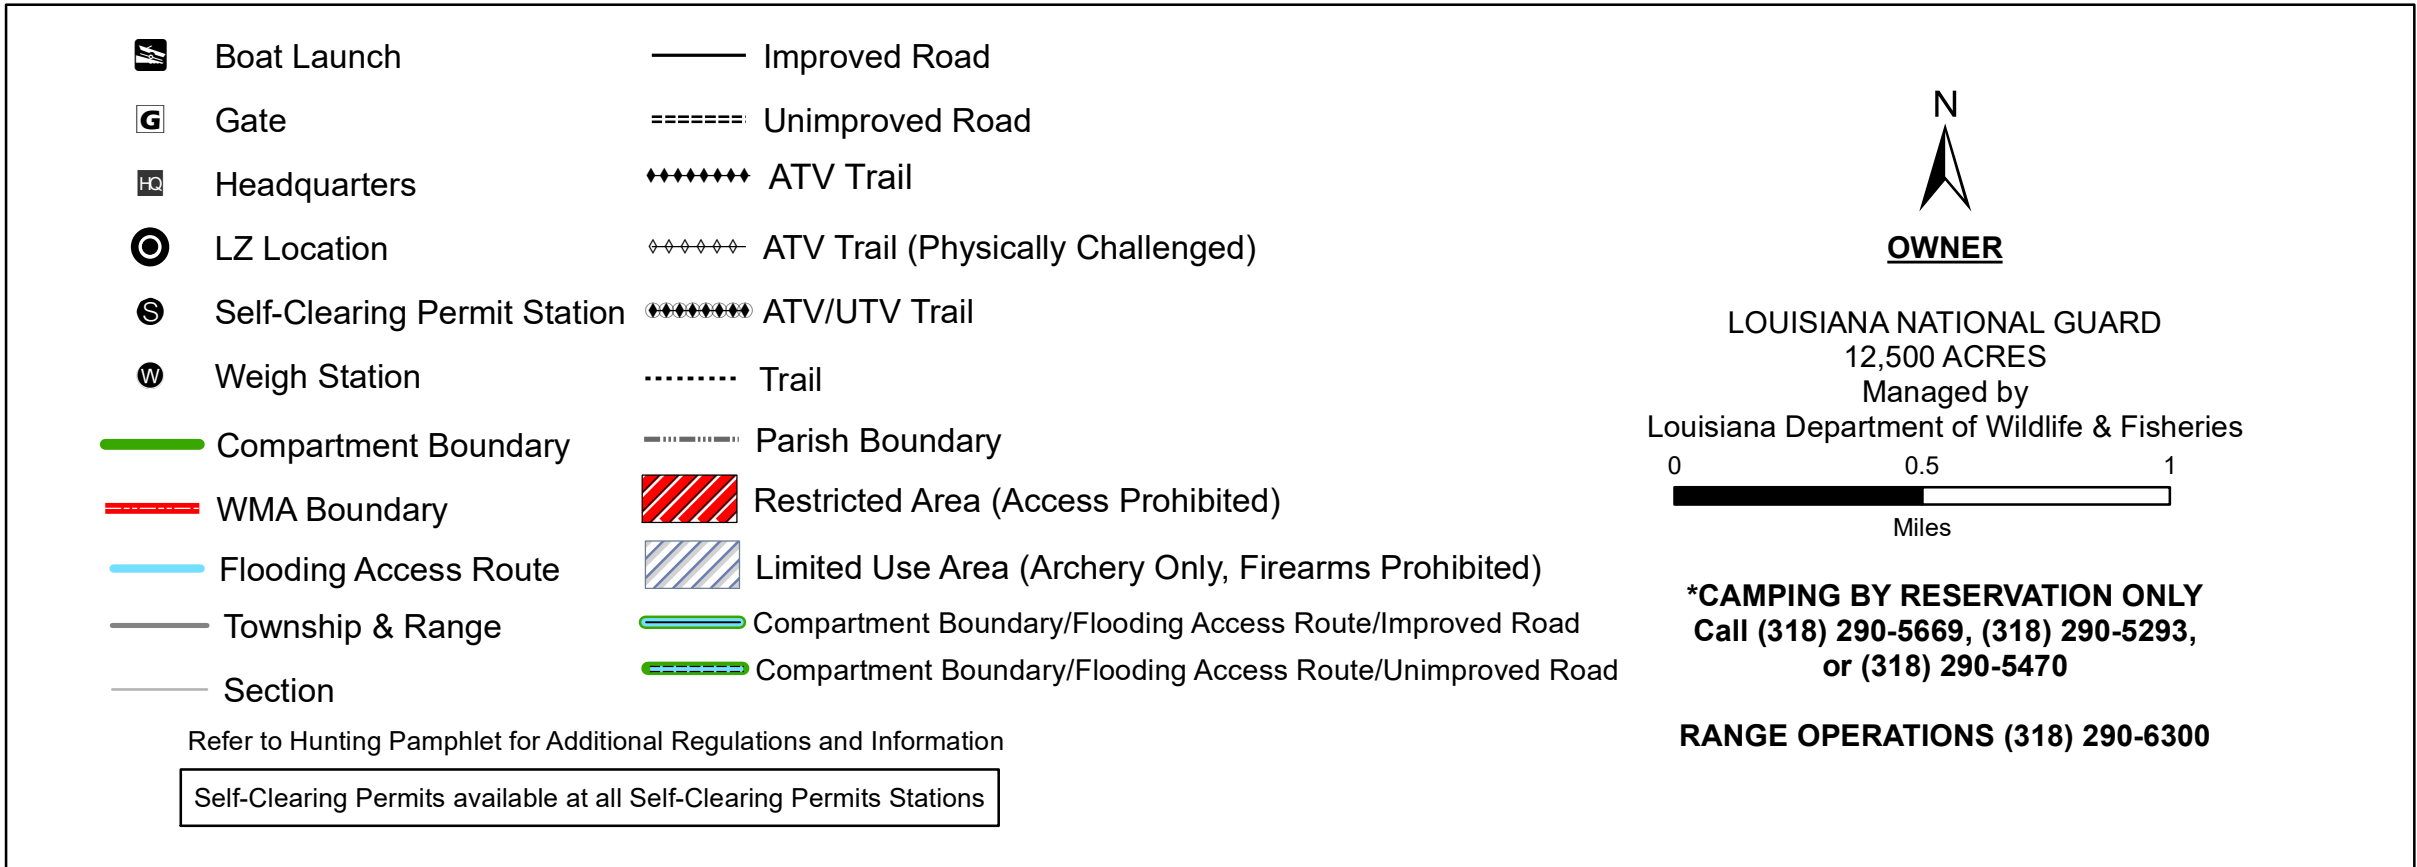 Boat Launch
G
Gate
HQ
Headquarters
LZ Location
S
Self-Clearing Permit Station
W
Weigh Station
Compartment Boundary
WMA Boundary
Flooding Access Route
Township & Range
Section
Improved Road
Unimproved Road
ATV Trail
ATV Trail (Physically Challenged)
ATV/UTV Trail
Trail
Parish Boundary
Restricted Area (Access Prohibited)
Limited Use Area (Archery Only, Firearms Prohibited)
Compartment Boundary/Flooding Access Route/Improved Road
Compartment Boundary/Flooding Access Route/Unimproved Road
Refer to Hunting Pamphlet for Additional Regulations and Information
Self-Clearing Permits available at all Self-Clearing Permits Stations
N
OWNER
LOUISIANA NATIONAL GUARD
12,500 ACRES
Managed by
Louisiana Department of Wildlife & Fisheries
0 0.5 1
Miles
*CAMPING BY RESERVATION ONLY
Call (318) 290-5669, (318) 290-5293,
or (318) 290-5470
RANGE OPERATIONS (318) 290-6300